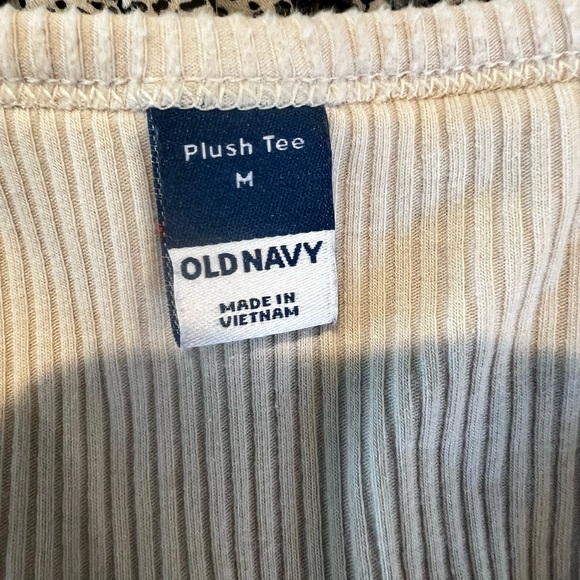 Plush Tee
M
OLD NAVY
MADE IN
VIETNAM